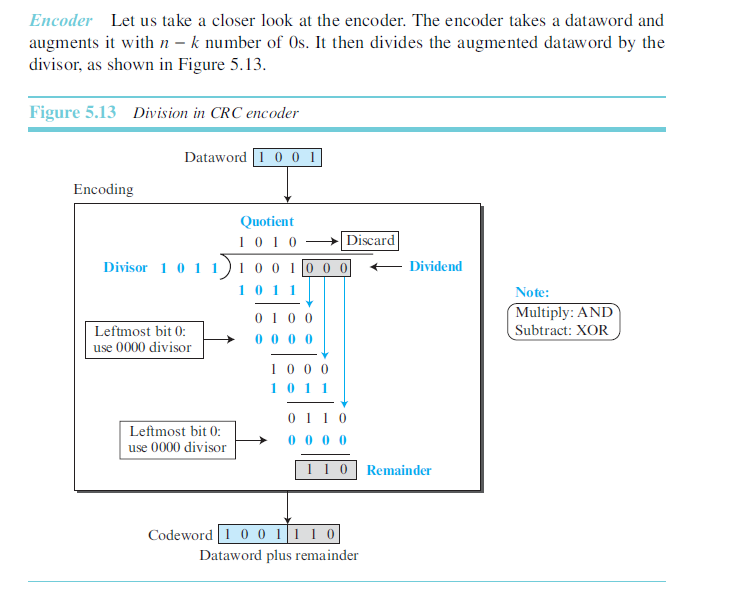 Encoder Let us take a closer look at the encoder. The encoder takes a dataword and
augments it with n – k number of 0s. It then divides the augmented dataword by the
divisor, as shown in Figure 5.13.
Figure 5.13 Division in CRC encoder
Dataword 1 0 0 1
Encoding
Quotient
1 0 1 0 Discard
Divisor 1 0 1 1 1 0 0 1 0 0 0 Dividend
1 0 1 1
Note:
Multiply: AND
Subtract: XOR
0 1 0 0
Leftmost bit 0:
use 0000 divisor
0 0 0 0
1 0 0 0
1 0 1 1
0 1 1 0
Leftmost bit 0:
use 0000 divisor
0 0 0 0
1 1 0 Remainder
Codeword 1 0 0 1 1 1 0
Dataword plus remainder